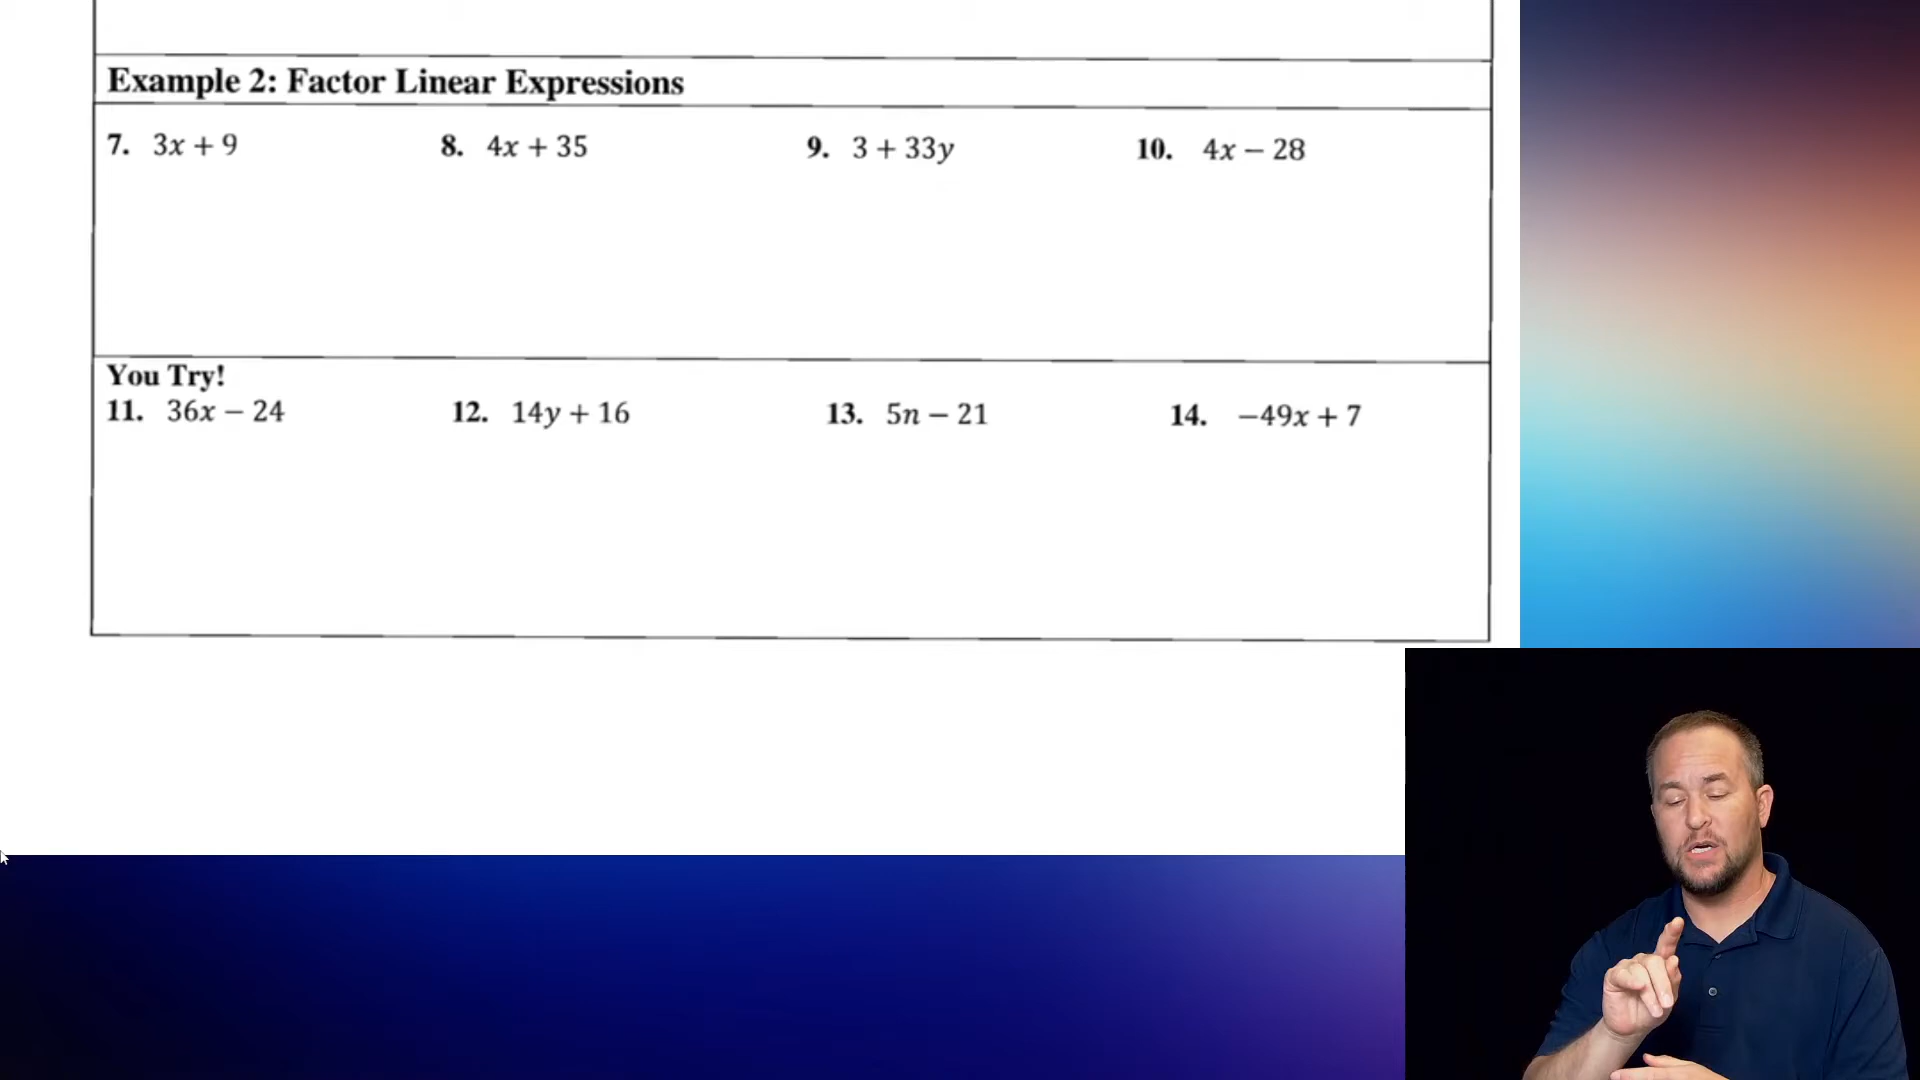 Example 2: Factor Linear Expressions
7. 3x + 9 8. 4x + 35 9. 3 + 33y 10. 4x − 28
You Try!
11. 36x − 24 12. 14y + 16 13. 5n − 21 14. −49x + 7